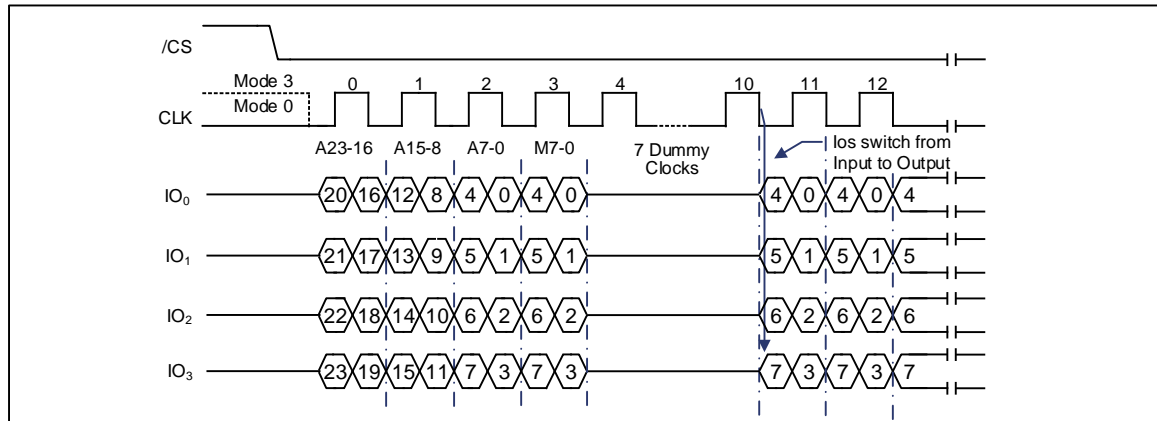 /CS
Mode 3
0 1 2 3 4 10 11 12
Mode 0
CLK
A23-16 A15-8 A7-0 M7-0 7 Dummy Clocks Ios switch from Input to Output
IO0 20 16 12 8 4 0 4 0 4 0 4 0 4
IO1 21 17 13 9 5 1 5 1 5 1 5 1 5
IO2 22 18 14 10 6 2 6 2 6 2 6 2 6
IO3 23 19 15 11 7 3 7 3 7 3 7 3 7